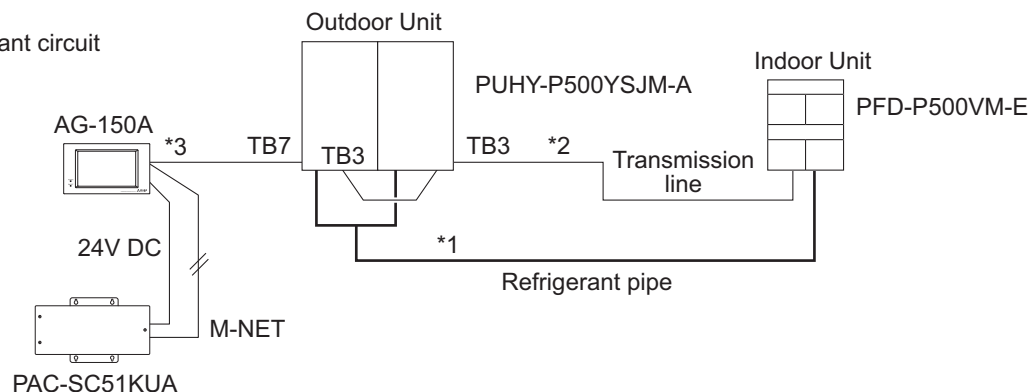 Outdoor Unit
ant circuit
Indoor Unit
PUHY-P500YSJM-A
PFD-P500VM-E
AG-150A
*3
TB7
TB3
TB3
*2
Transmission
line
24V DC
*1
Refrigerant pipe
M-NET
PAC-SC51KUA